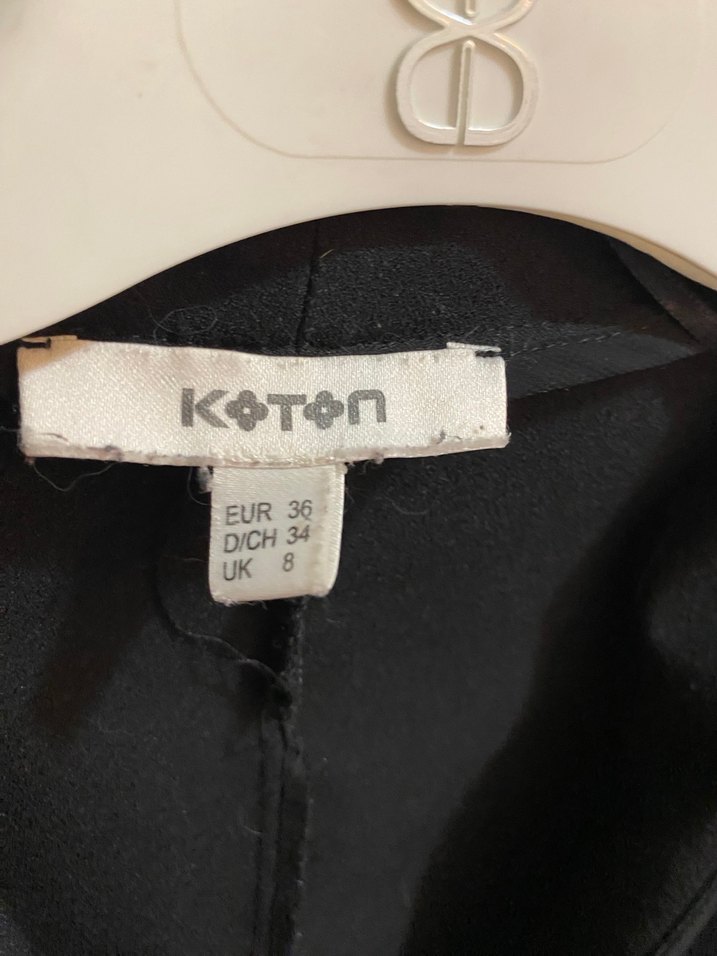 KOTON
EUR 36
D/CH 34
UK 8